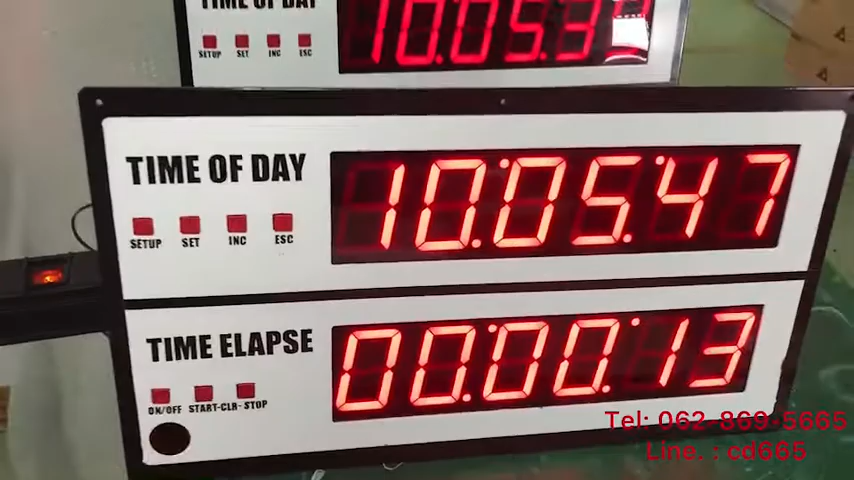 TIME OF DAY
10:05:3
SETUP SET INC ESC
TIME OF DAY
10:05:47
SETUP SET INC ESC
TIME ELAPSE
00:00:13
ON/OFF START-CLR-STOP
Tel: 062-869-5665
Line. : cd665